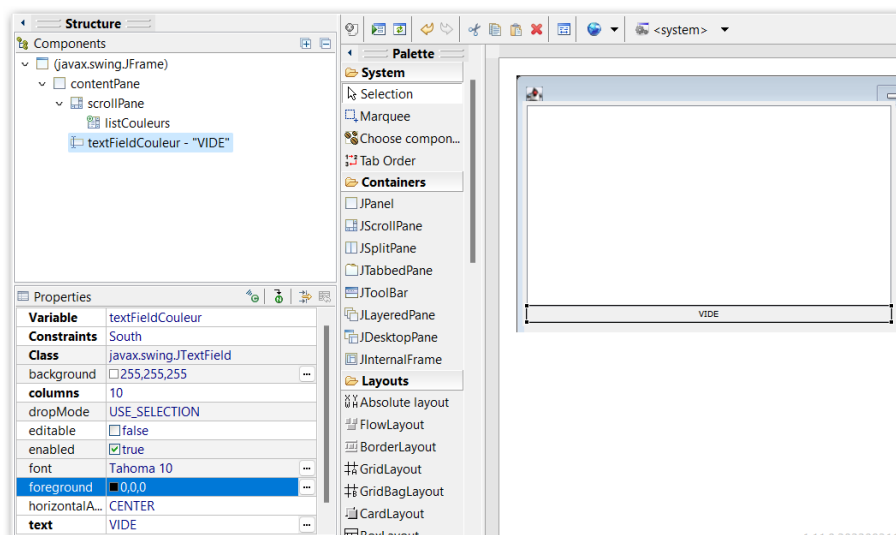 Structure
Components
(javax.swing.JFrame)
contentPane
scrollPane
listCouleurs
textFieldCouleur - "VIDE"
Properties
Variable textFieldCouleur
Constraints South
Class javax.swing.JTextField
background 255,255,255 ...
columns 10
dropMode USE_SELECTION
editable false
enabled true
font Tahoma 10 ...
foreground 0,0,0 ...
horizontalA... CENTER
text VIDE ...
<system>
Palette
System
Selection
Marquee
Choose compon...
Tab Order
Containers
JPanel
JScrollPane
JSplitPane
JTabbedPane
JToolBar
JLayeredPane
JDesktopPane
JInternalFrame
Layouts
Absolute layout
FlowLayout
BorderLayout
GridLayout
GridBagLayout
CardLayout
BoxLayout
VIDE